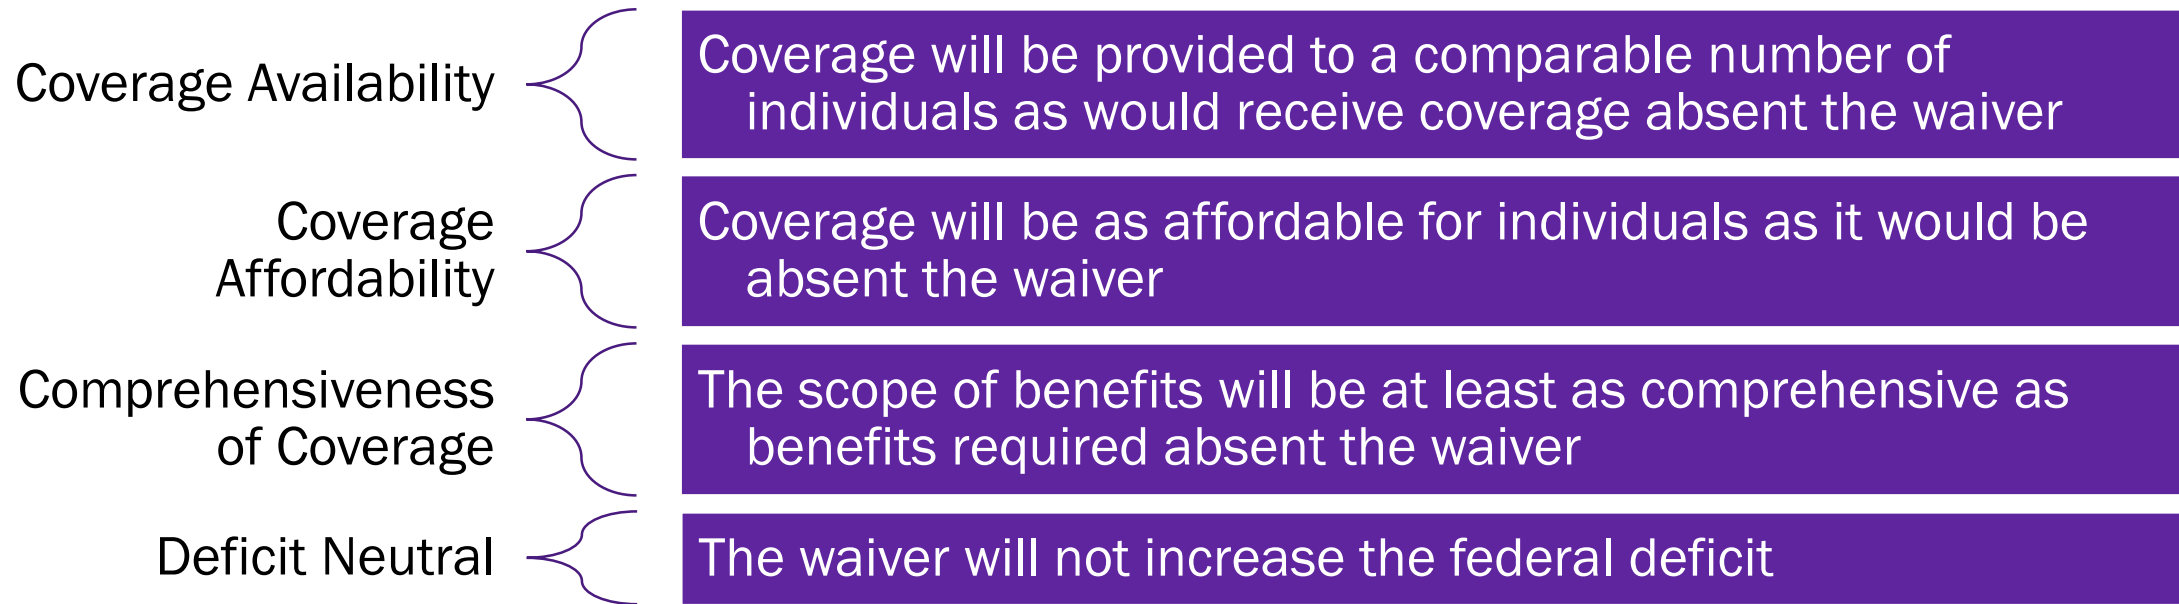 Coverage Availability
Coverage will be provided to a comparable number of
individuals as would receive coverage absent the waiver
Coverage
Affordability
Coverage will be as affordable for individuals as it would be
absent the waiver
Comprehensiveness
of Coverage
The scope of benefits will be at least as comprehensive as
benefits required absent the waiver
Deficit Neutral
The waiver will not increase the federal deficit